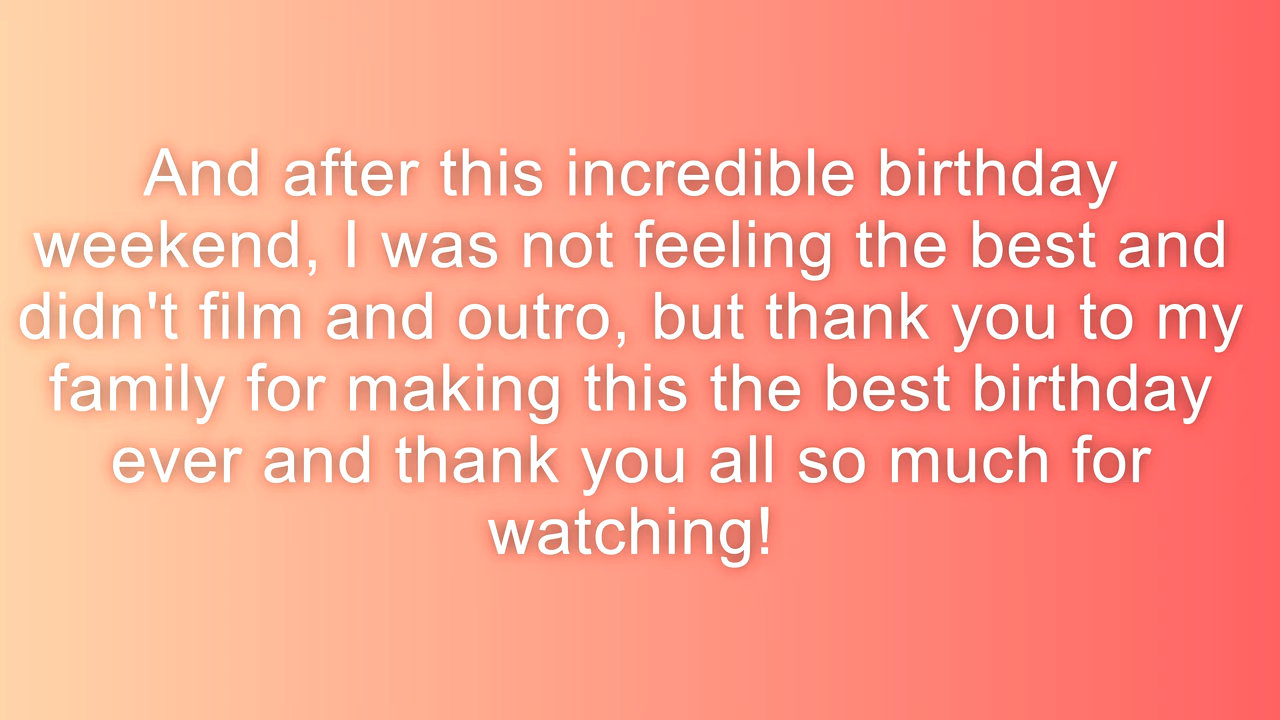 And after this incredible birthday
weekend, I was not feeling the best and
didn't film and outro, but thank you to my
family for making this the best birthday
ever and thank you all so much for
watching!